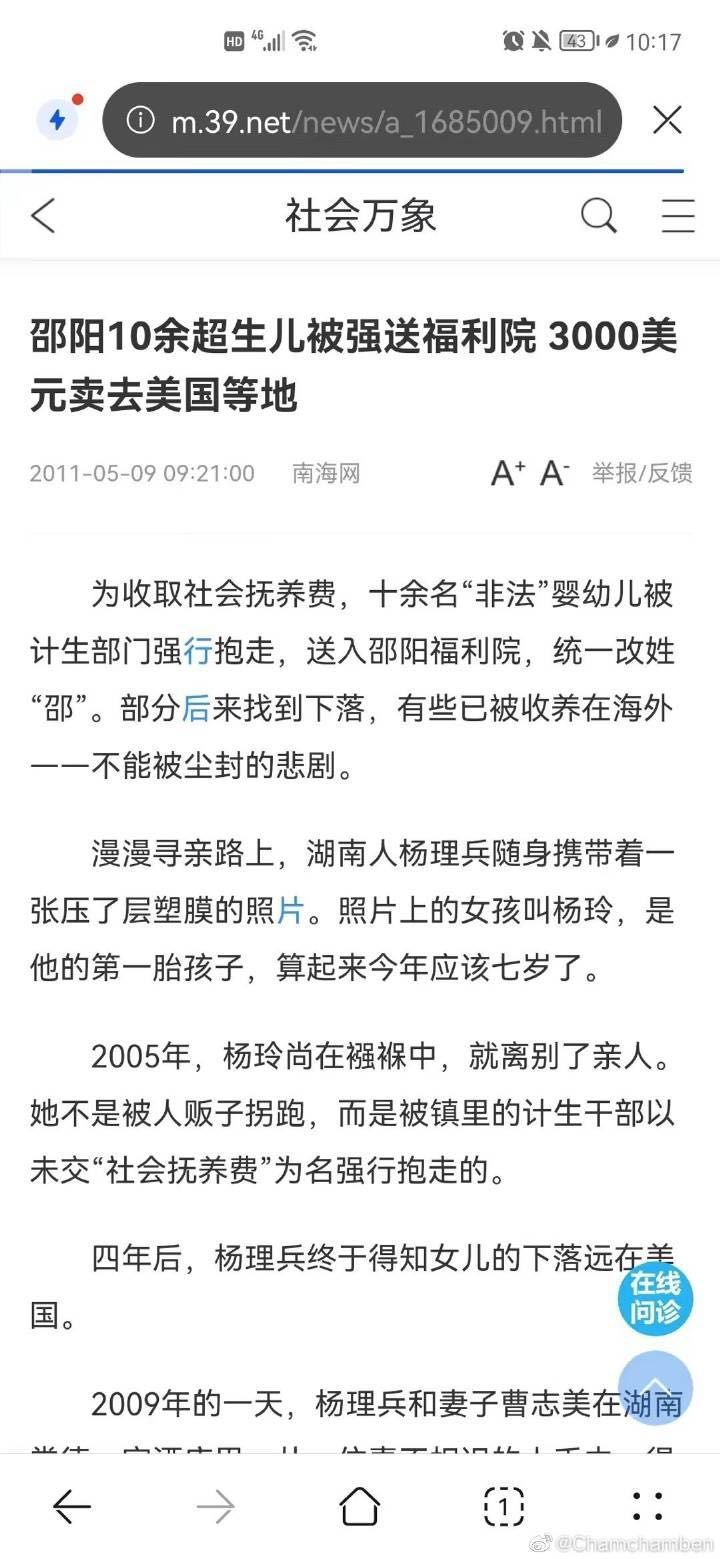 HD 4G 43 10:17
m.39.net/news/a_1685009.html
社会万象
邵阳10余超生儿被强送福利院 3000美
元卖去美国等地
2011-05-09 09:21:00 南海网 A+ A- 举报/反馈
为收取社会抚养费，十余名“非法”婴幼儿被
计生部门强行抱走，送入邵阳福利院，统一改姓
“邵”。部分后来找到下落，有些已被收养在海外
一一不能被尘封的悲剧。
漫漫寻亲路上，湖南人杨理兵随身携带着一
张压了层塑膜的照片。照片上的女孩叫杨玲，是
他的第一胎孩子，算起来今年应该七岁了。
2005年，杨玲尚在襁褓中，就离别了亲人。
她不是被人贩子拐跑，而是被镇里的计生干部以
未交“社会抚养费”为名强行抱走的。
四年后，杨理兵终于得知女儿的下落远在美
国。
在线
问诊
2009年的一天，杨理兵和妻子曹志美在湖南
1
@Chamchamben